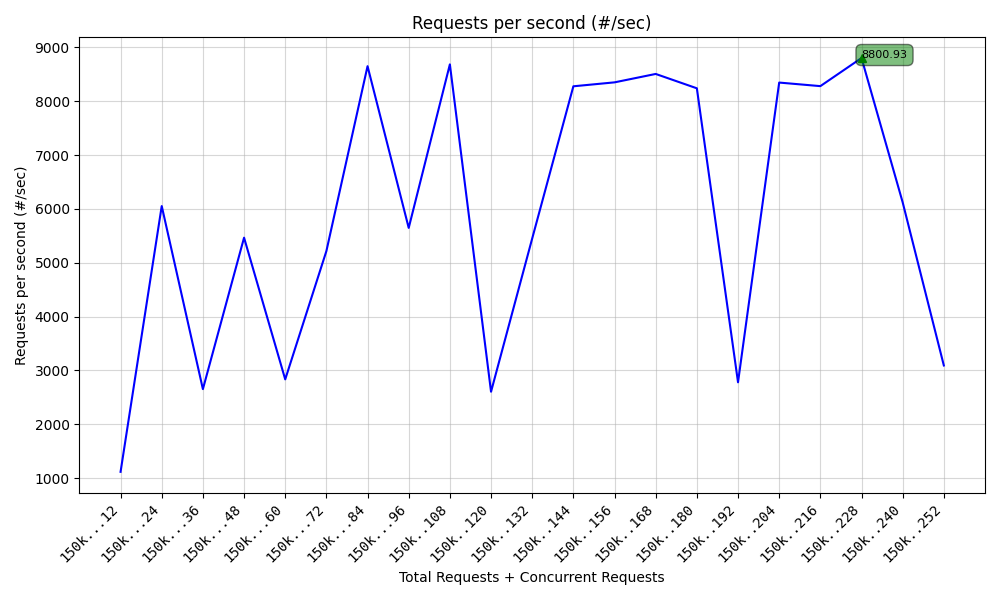 Requests per second (#/sec)
Requests per second (#/sec)
9000
8000
7000
6000
5000
4000
3000
2000
1000
8800.93
150k...12
150k...24
150k...36
150k...48
150k...60
150k...72
150k...84
150k...96
150k..108
150k..120
150k..132
150k..144
150k..156
150k..168
150k..180
150k..192
150k..204
150k..216
150k..228
150k..240
150k..252
Total Requests + Concurrent Requests